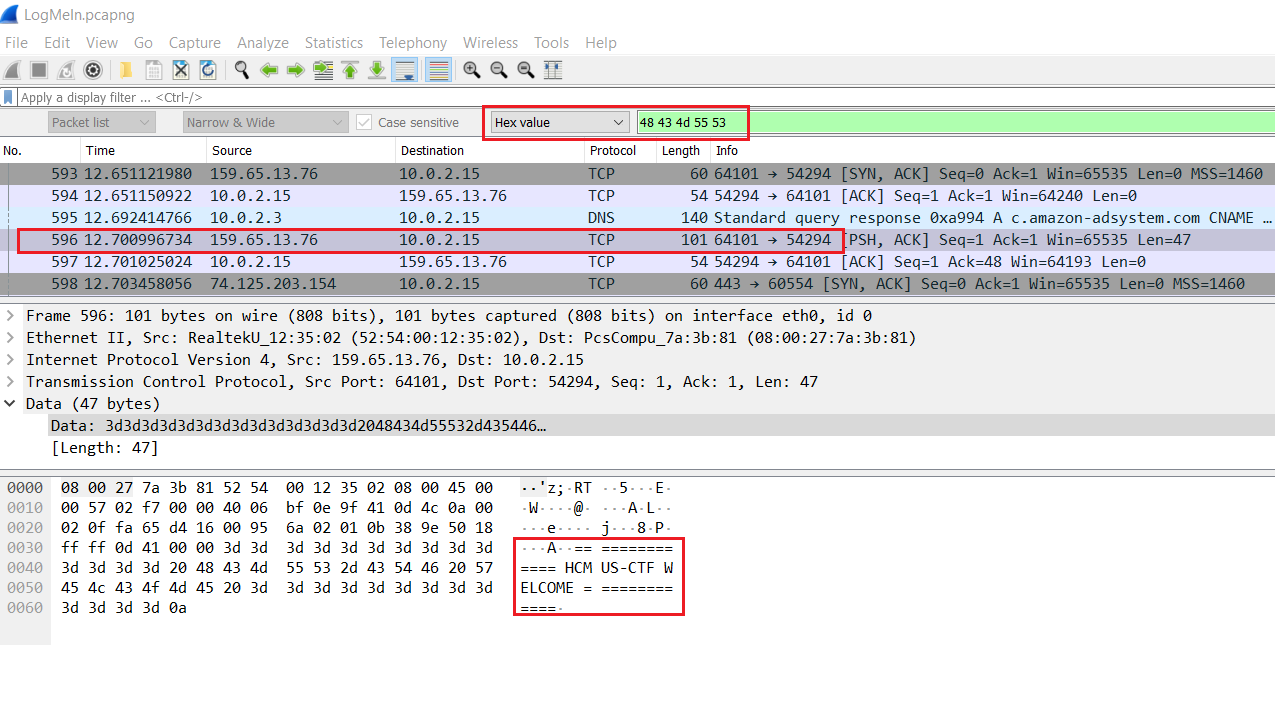 LogMeIn.pcapng
File Edit View Go Capture Analyze Statistics Telephony Wireless Tools Help
Apply a display filter ... <Ctrl-/>
Packet list Narrow & Wide Case sensitive Hex value 48 43 4d 55 53
No. Time Source Destination Protocol Length Info
593 12.651121980 159.65.13.76 10.0.2.15 TCP 60 64101 → 54294 [SYN, ACK] Seq=0 Ack=1 Win=65535 Len=0 MSS=1460
594 12.651150922 10.0.2.15 159.65.13.76 TCP 54 54294 → 64101 [ACK] Seq=1 Ack=1 Win=64240 Len=0
595 12.692414766 10.0.2.3 10.0.2.15 DNS 140 Standard query response 0xa994 A c.amazon-adsystem.com CNAME …
596 12.700996734 159.65.13.76 10.0.2.15 TCP 101 64101 → 54294 [PSH, ACK] Seq=1 Ack=1 Win=65535 Len=47
597 12.701025024 10.0.2.15 159.65.13.76 TCP 54 54294 → 64101 [ACK] Seq=1 Ack=48 Win=64193 Len=0
598 12.703458056 74.125.203.154 10.0.2.15 TCP 60 443 → 60554 [SYN, ACK] Seq=0 Ack=1 Win=65535 Len=0 MSS=1460
Frame 596: 101 bytes on wire (808 bits), 101 bytes captured (808 bits) on interface eth0, id 0
Ethernet II, Src: RealtekU_12:35:02 (52:54:00:12:35:02), Dst: PcsCompu_7a:3b:81 (08:00:27:7a:3b:81)
Internet Protocol Version 4, Src: 159.65.13.76, Dst: 10.0.2.15
Transmission Control Protocol, Src Port: 64101, Dst Port: 54294, Seq: 1, Ack: 1, Len: 47
Data (47 bytes)
Data: 3d3d3d3d3d3d3d3d3d3d3d3d3d3d2048434d55532d435446…
[Length: 47]
0000 08 00 27 7a 3b 81 52 54 00 12 35 02 08 00 45 00 ··'z;·RT ··5···E·
0010 00 57 02 f7 00 00 40 06 bf 0e 9f 41 0d 4c 0a 00 ·W····@· ···A·L··
0020 02 0f fa 65 d4 16 00 95 6a 02 01 0b 38 9e 50 18 ···e···· j···8·P·
0030 ff ff 0d 41 00 00 3d 3d 3d 3d 3d 3d 3d 3d 3d 3d ···A··== ========
0040 3d 3d 3d 3d 20 48 43 4d 55 53 2d 43 54 46 20 57 ==== HCM US-CTF W
0050 45 4c 43 4f 4d 45 20 3d 3d 3d 3d 3d 3d 3d 3d 3d ELCOME = ========
0060 3d 3d 3d 3d 0a ====·